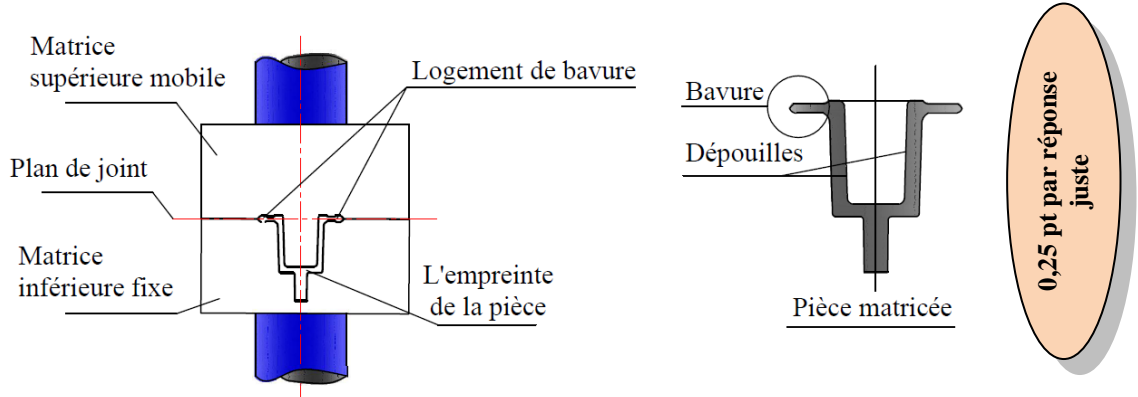 Matrice
supérieure mobile
Logement de bavure
Plan de joint
Matrice
inférieure fixe
L'empreinte
de la pièce
Bavure
Dépouilles
Pièce matricée
0,25 pt par réponse
juste